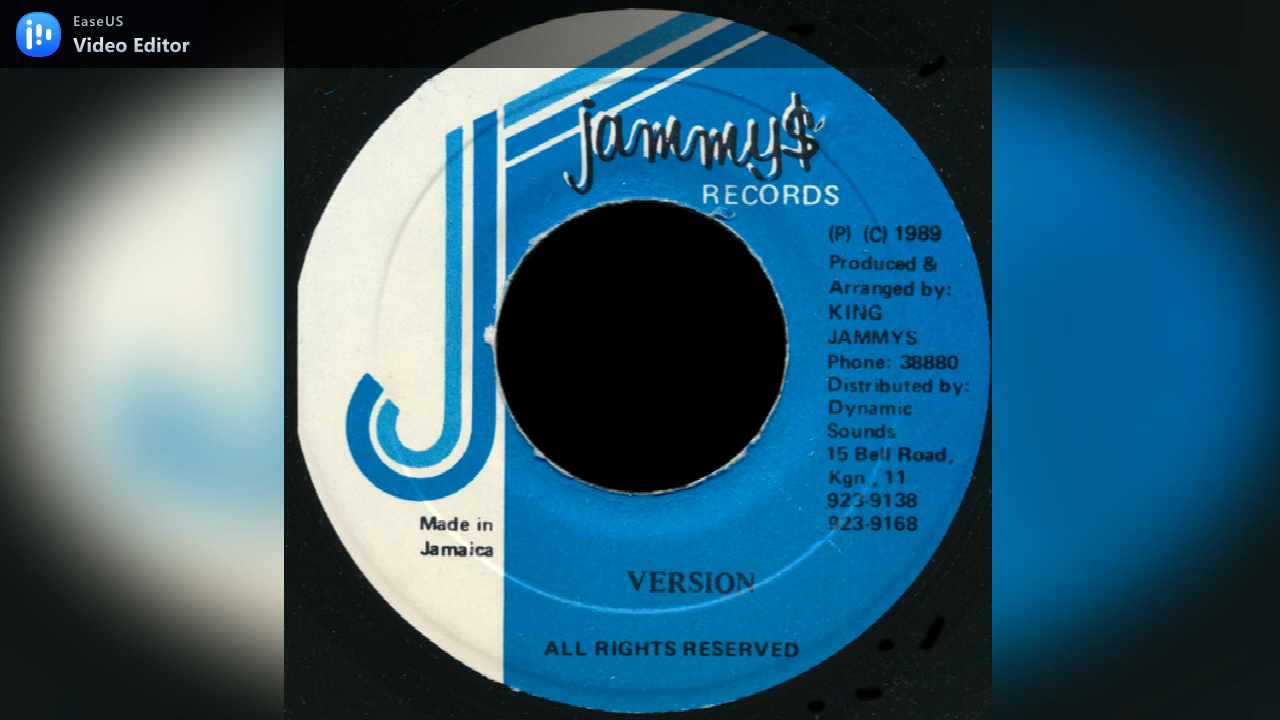 EaseUS
Video Editor
jammy$
RECORDS
(P) (C) 1989
Produced &
Arranged by:
KING
JAMMYS
Phone: 38880
Distributed by:
Dynamic
Sounds
15 Bell Road,
Kgn , 11
923-9138
923-9168
Made in
Jamaica
VERSION
ALL RIGHTS RESERVED